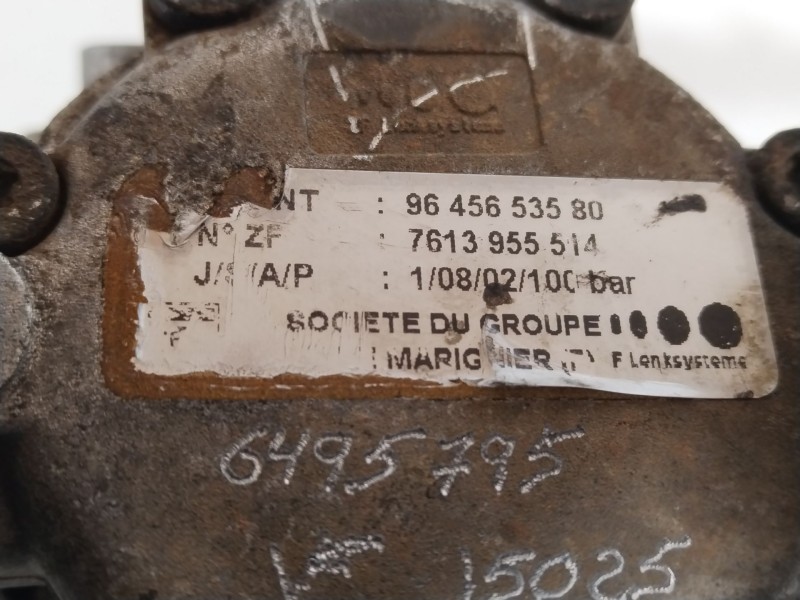 F Lenksysteme
NT : 96 456 535 80
N° ZF : 7613 955 514
J/S/A/P : 1/08/02/100 bar
SOCIETE DU GROUPE
MARIGNIER (F) F Lenksysteme
6495795
15025